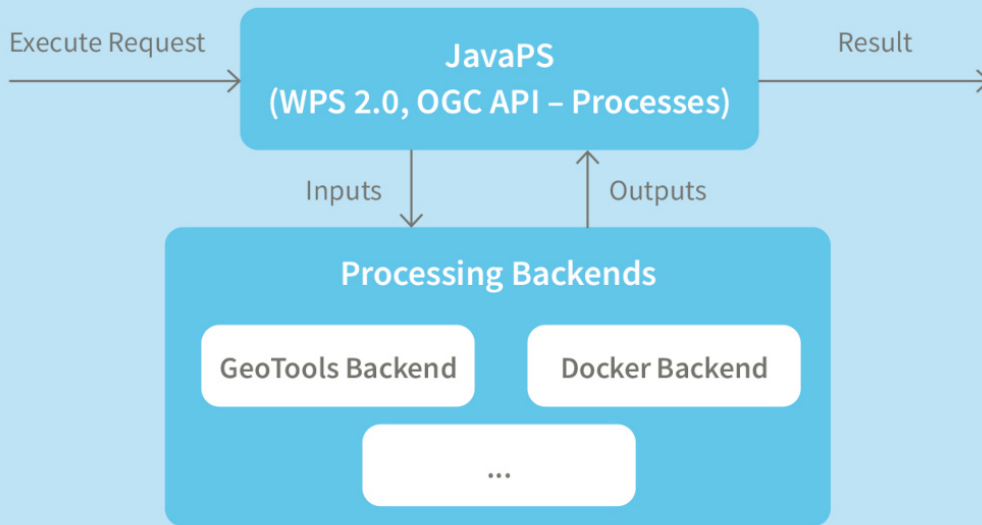 Execute Request
Result
JavaPS
(WPS 2.0, OGC API – Processes)
Inputs
Outputs
Processing Backends
GeoTools Backend
Docker Backend
...